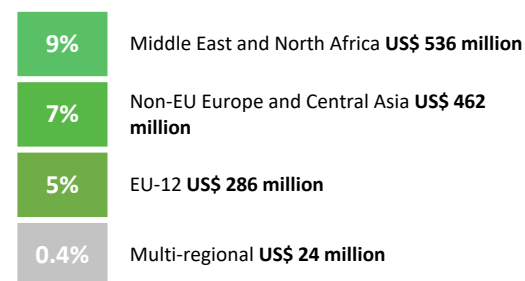 9%
Middle East and North Africa US$ 536 million
7%
Non-EU Europe and Central Asia US$ 462
million
5%
EU-12 US$ 286 million
0.4%
Multi-regional US$ 24 million